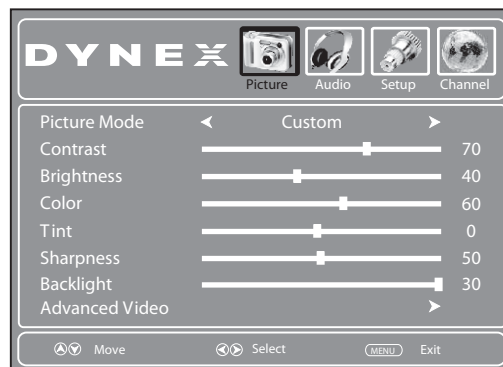 DYNEX
Picture Audio Setup Channel
Picture Mode Custom
Contrast 70
Brightness 40
Color 60
Tint 0
Sharpness 50
Backlight 30
Advanced Video
Move Select MENU Exit